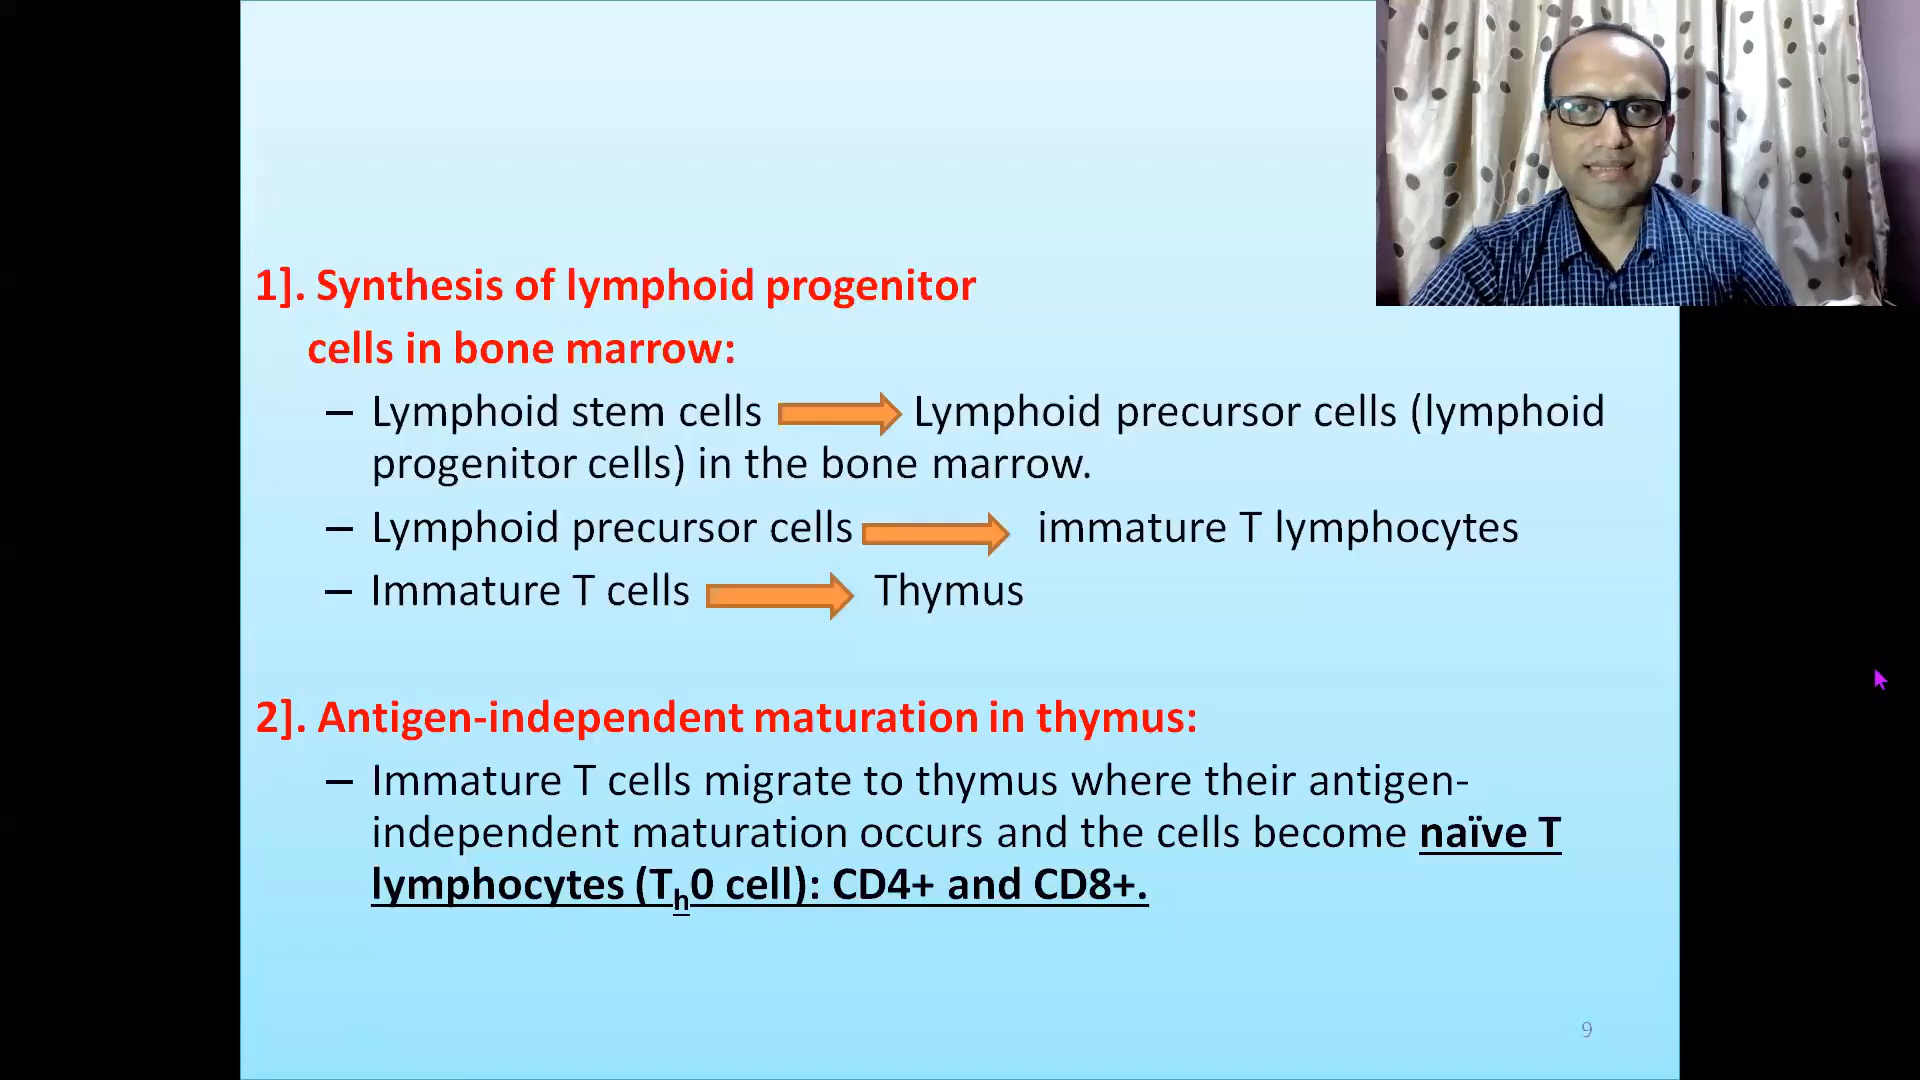 1]. Synthesis of lymphoid progenitor
cells in bone marrow:
– Lymphoid stem cells Lymphoid precursor cells (lymphoid
progenitor cells) in the bone marrow.
– Lymphoid precursor cells immature T lymphocytes
– Immature T cells Thymus
2]. Antigen-independent maturation in thymus:
– Immature T cells migrate to thymus where their antigen-
independent maturation occurs and the cells become naïve T
lymphocytes (Th0 cell): CD4+ and CD8+.
9